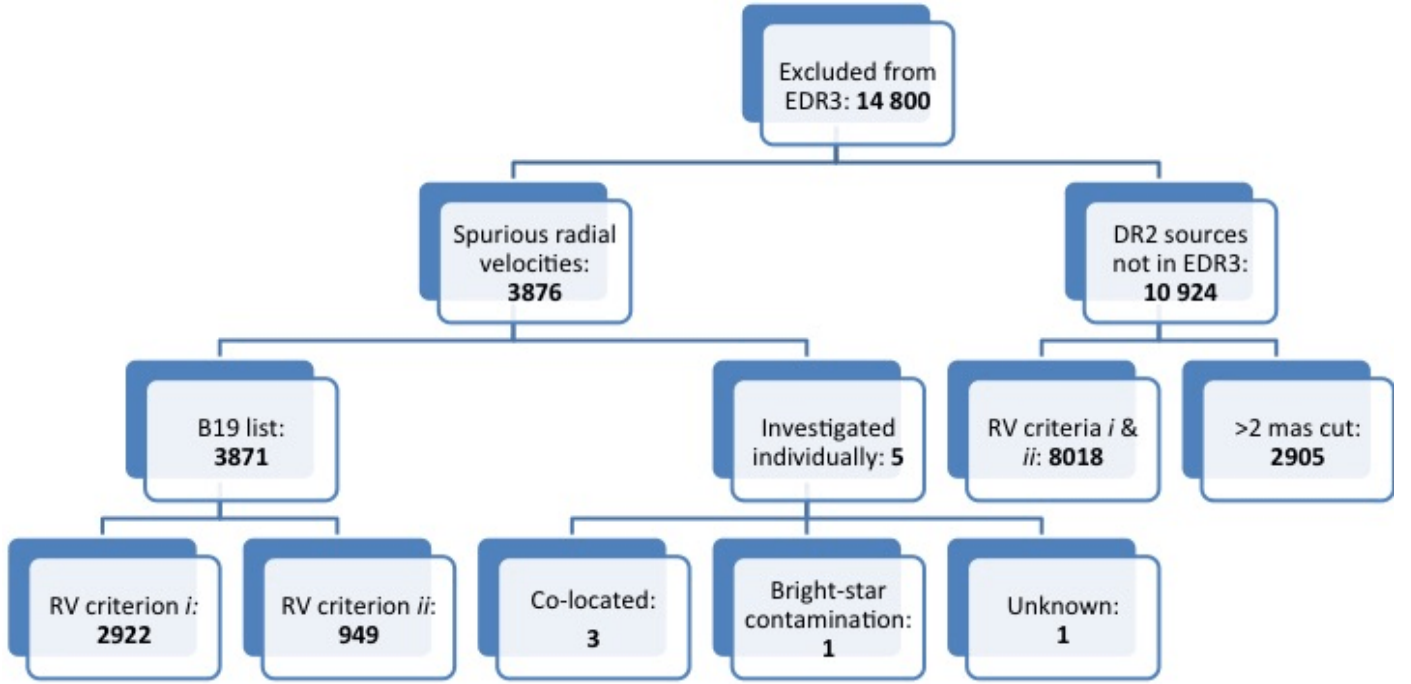 Excluded from
EDR3: 14 800
Spurious radial
velocities:
3876
DR2 sources
not in EDR3:
10 924
B19 list:
3871
Investigated
individually: 5
RV criteria i &
ii: 8018
>2 mas cut:
2905
RV criterion i:
2922
RV criterion ii:
949
Co-located:
3
Bright-star
contamination:
1
Unknown:
1